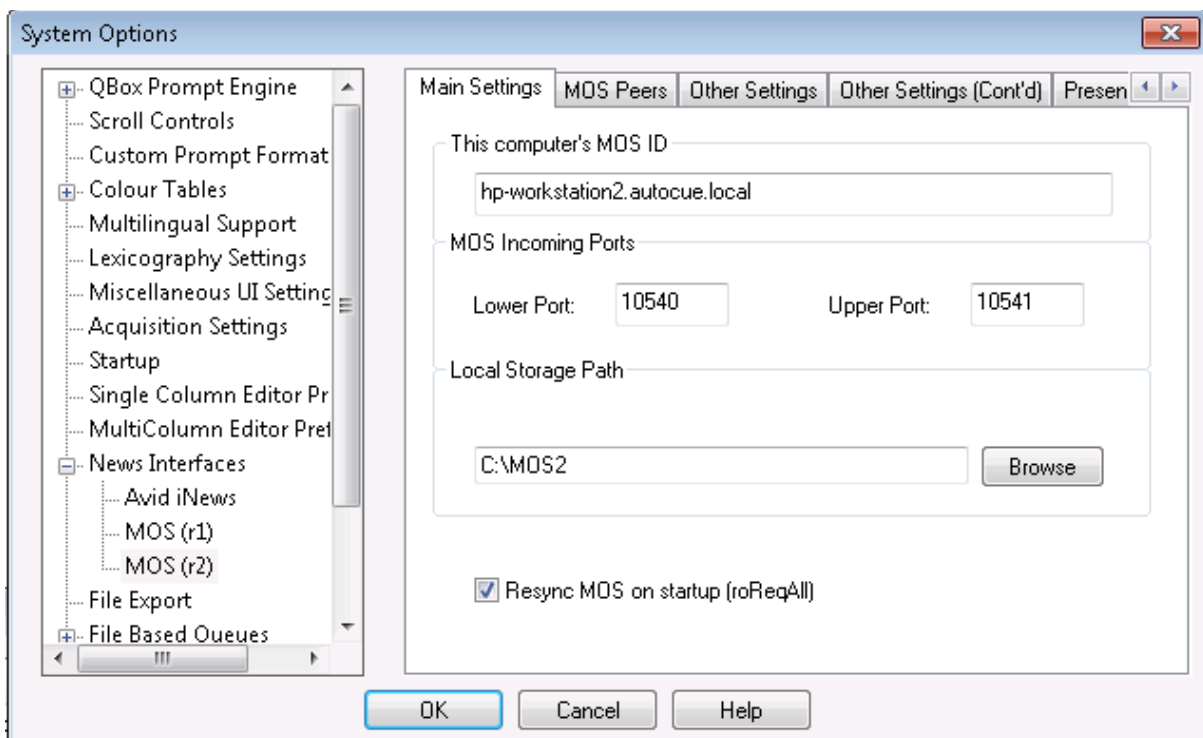 System Options
QBox Prompt Engine
Scroll Controls
Custom Prompt Format
Colour Tables
Multilingual Support
Lexicography Settings
Miscellaneous UI Setting
Acquisition Settings
Startup
Single Column Editor Pr
MultiColumn Editor Pref
News Interfaces
Avid iNews
MOS (r1)
MOS (r2)
File Export
File Based Queues
Main Settings MOS Peers Other Settings Other Settings (Cont'd) Presen
This computer's MOS ID
hp-workstation2.autocue.local
MOS Incoming Ports
Lower Port: 10540 Upper Port: 10541
Local Storage Path
C:\MOS2 Browse
Resync MOS on startup (roReqAll)
OK Cancel Help